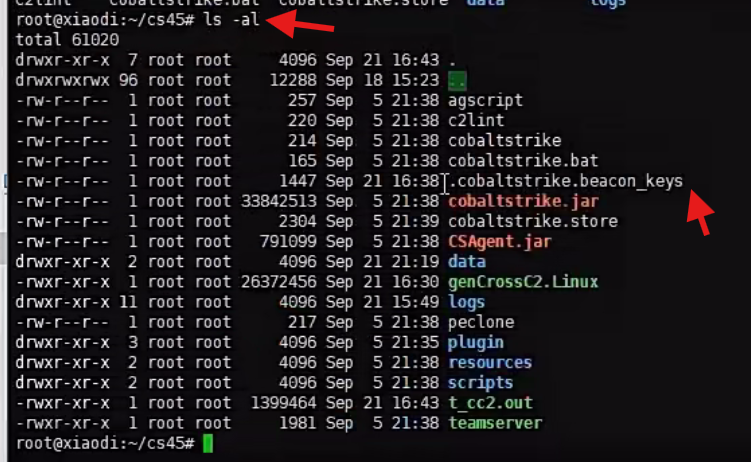 c2lint cobaltstrike.bat cobaltstrike.store data logs
root@xiaodi:~/cs45# ls -al
total 61020
drwxr-xr-x 7 root root 4096 Sep 21 16:43 .
drwxrwxrwx 96 root root 12288 Sep 18 15:23 ..
-rw-r--r-- 1 root root 257 Sep 5 21:38 agscript
-rw-r--r-- 1 root root 220 Sep 5 21:38 c2lint
-rw-r--r-- 1 root root 214 Sep 5 21:38 cobaltstrike
-rw-r--r-- 1 root root 165 Sep 5 21:38 cobaltstrike.bat
-rw-r--r-- 1 root root 1447 Sep 21 16:38 .cobaltstrike.beacon_keys
-rw-r--r-- 1 root root 33842513 Sep 5 21:38 cobaltstrike.jar
-rw-r--r-- 1 root root 2304 Sep 5 21:39 cobaltstrike.store
-rw-r--r-- 1 root root 791099 Sep 5 21:38 CSAgent.jar
drwxr-xr-x 2 root root 4096 Sep 21 21:19 data
-rwxr-xr-x 1 root root 26372456 Sep 21 16:30 genCrossC2.Linux
drwxr-xr-x 11 root root 4096 Sep 21 15:49 logs
-rw-r--r-- 1 root root 217 Sep 5 21:38 peclone
drwxr-xr-x 3 root root 4096 Sep 5 21:35 plugin
drwxr-xr-x 2 root root 4096 Sep 5 21:38 resources
drwxr-xr-x 2 root root 4096 Sep 5 21:38 scripts
-rwxr-xr-x 1 root root 1399464 Sep 21 16:43 t_cc2.out
-rwxr-xr-x 1 root root 1981 Sep 5 21:38 teamserver
root@xiaodi:~/cs45#